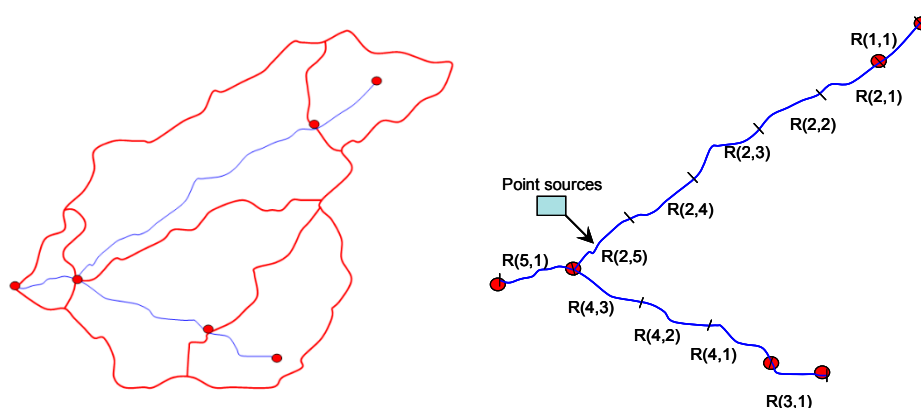 R(1,1)
R(2,1)
R(2,2)
R(2,3)
Point sources
R(2,4)
R(2,5)
R(5,1)
R(4,3)
R(4,2)
R(4,1)
R(3,1)